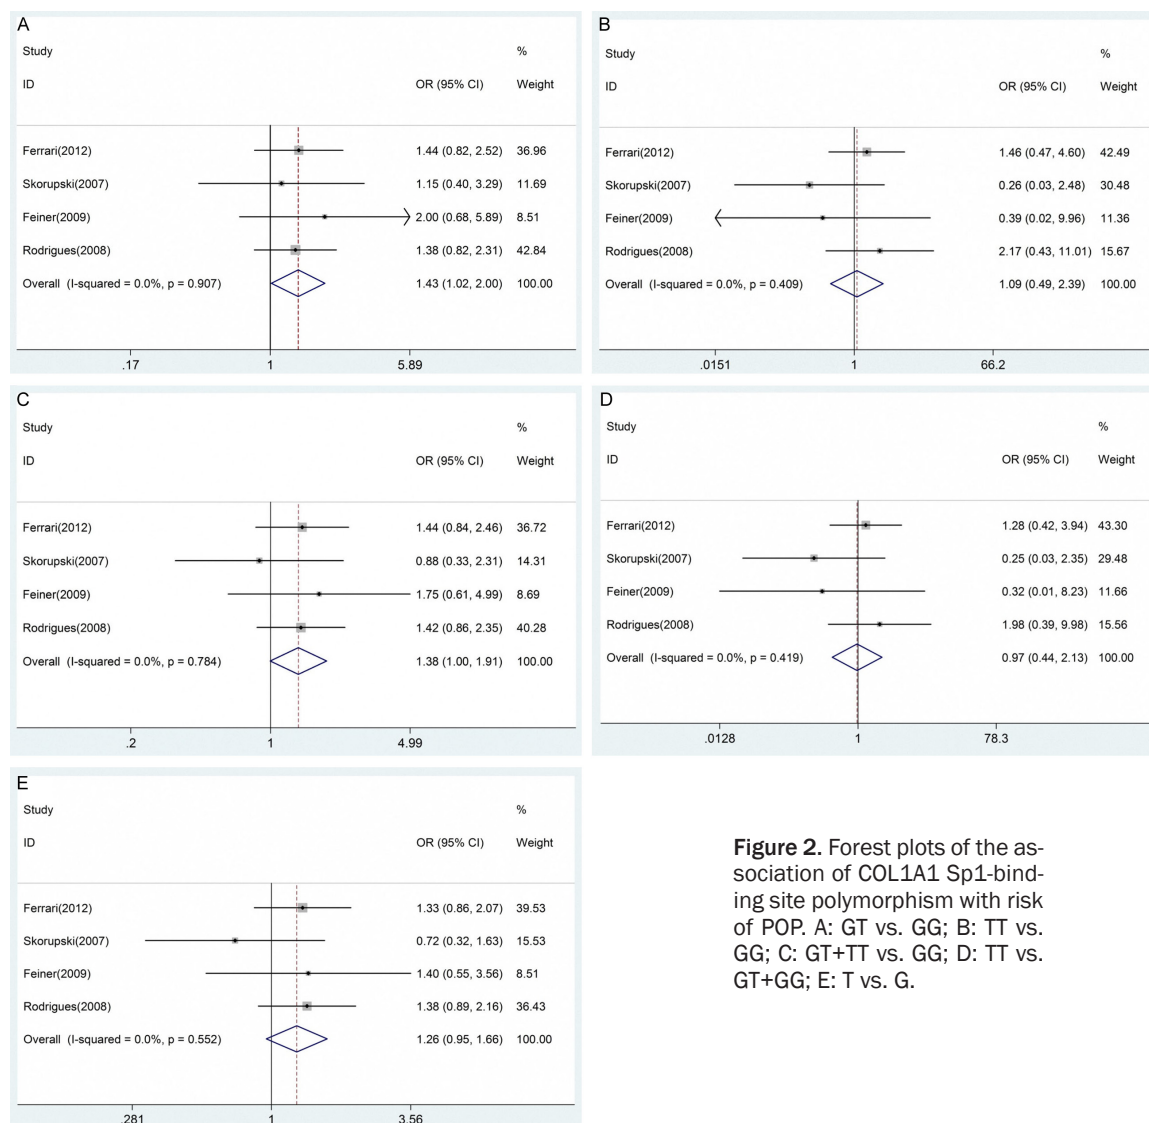 A
Study %
ID OR (95% CI) Weight
Ferrari(2012) 1.44 (0.82, 2.52) 36.96
Skorupski(2007) 1.15 (0.40, 3.29) 11.69
Feiner(2009) 2.00 (0.68, 5.89) 8.51
Rodrigues(2008) 1.38 (0.82, 2.31) 42.84
Overall (I-squared = 0.0%, p = 0.907) 1.43 (1.02, 2.00) 100.00
.17 1 5.89
B
Study %
ID OR (95% CI) Weight
Ferrari(2012) 1.46 (0.47, 4.60) 42.49
Skorupski(2007) 0.26 (0.03, 2.48) 30.48
Feiner(2009) 0.39 (0.02, 9.96) 11.36
Rodrigues(2008) 2.17 (0.43, 11.01) 15.67
Overall (I-squared = 0.0%, p = 0.409) 1.09 (0.49, 2.39) 100.00
.0151 1 66.2
C
Study %
ID OR (95% CI) Weight
Ferrari(2012) 1.44 (0.84, 2.46) 36.72
Skorupski(2007) 0.88 (0.33, 2.31) 14.31
Feiner(2009) 1.75 (0.61, 4.99) 8.69
Rodrigues(2008) 1.42 (0.86, 2.35) 40.28
Overall (I-squared = 0.0%, p = 0.784) 1.38 (1.00, 1.91) 100.00
.2 1 4.99
D
Study %
ID OR (95% CI) Weight
Ferrari(2012) 1.28 (0.42, 3.94) 43.30
Skorupski(2007) 0.25 (0.03, 2.35) 29.48
Feiner(2009) 0.32 (0.01, 8.23) 11.66
Rodrigues(2008) 1.98 (0.39, 9.98) 15.56
Overall (I-squared = 0.0%, p = 0.419) 0.97 (0.44, 2.13) 100.00
.0128 1 78.3
E
Study %
ID OR (95% CI) Weight
Ferrari(2012) 1.33 (0.86, 2.07) 39.53
Skorupski(2007) 0.72 (0.32, 1.63) 15.53
Feiner(2009) 1.40 (0.55, 3.56) 8.51
Rodrigues(2008) 1.38 (0.89, 2.16) 36.43
Overall (I-squared = 0.0%, p = 0.552) 1.26 (0.95, 1.66) 100.00
.281 1 3.56
Figure 2. Forest plots of the as-
sociation of COL1A1 Sp1-bind-
ing site polymorphism with risk
of POP. A: GT vs. GG; B: TT vs.
GG; C: GT+TT vs. GG; D: TT vs.
GT+GG; E: T vs. G.